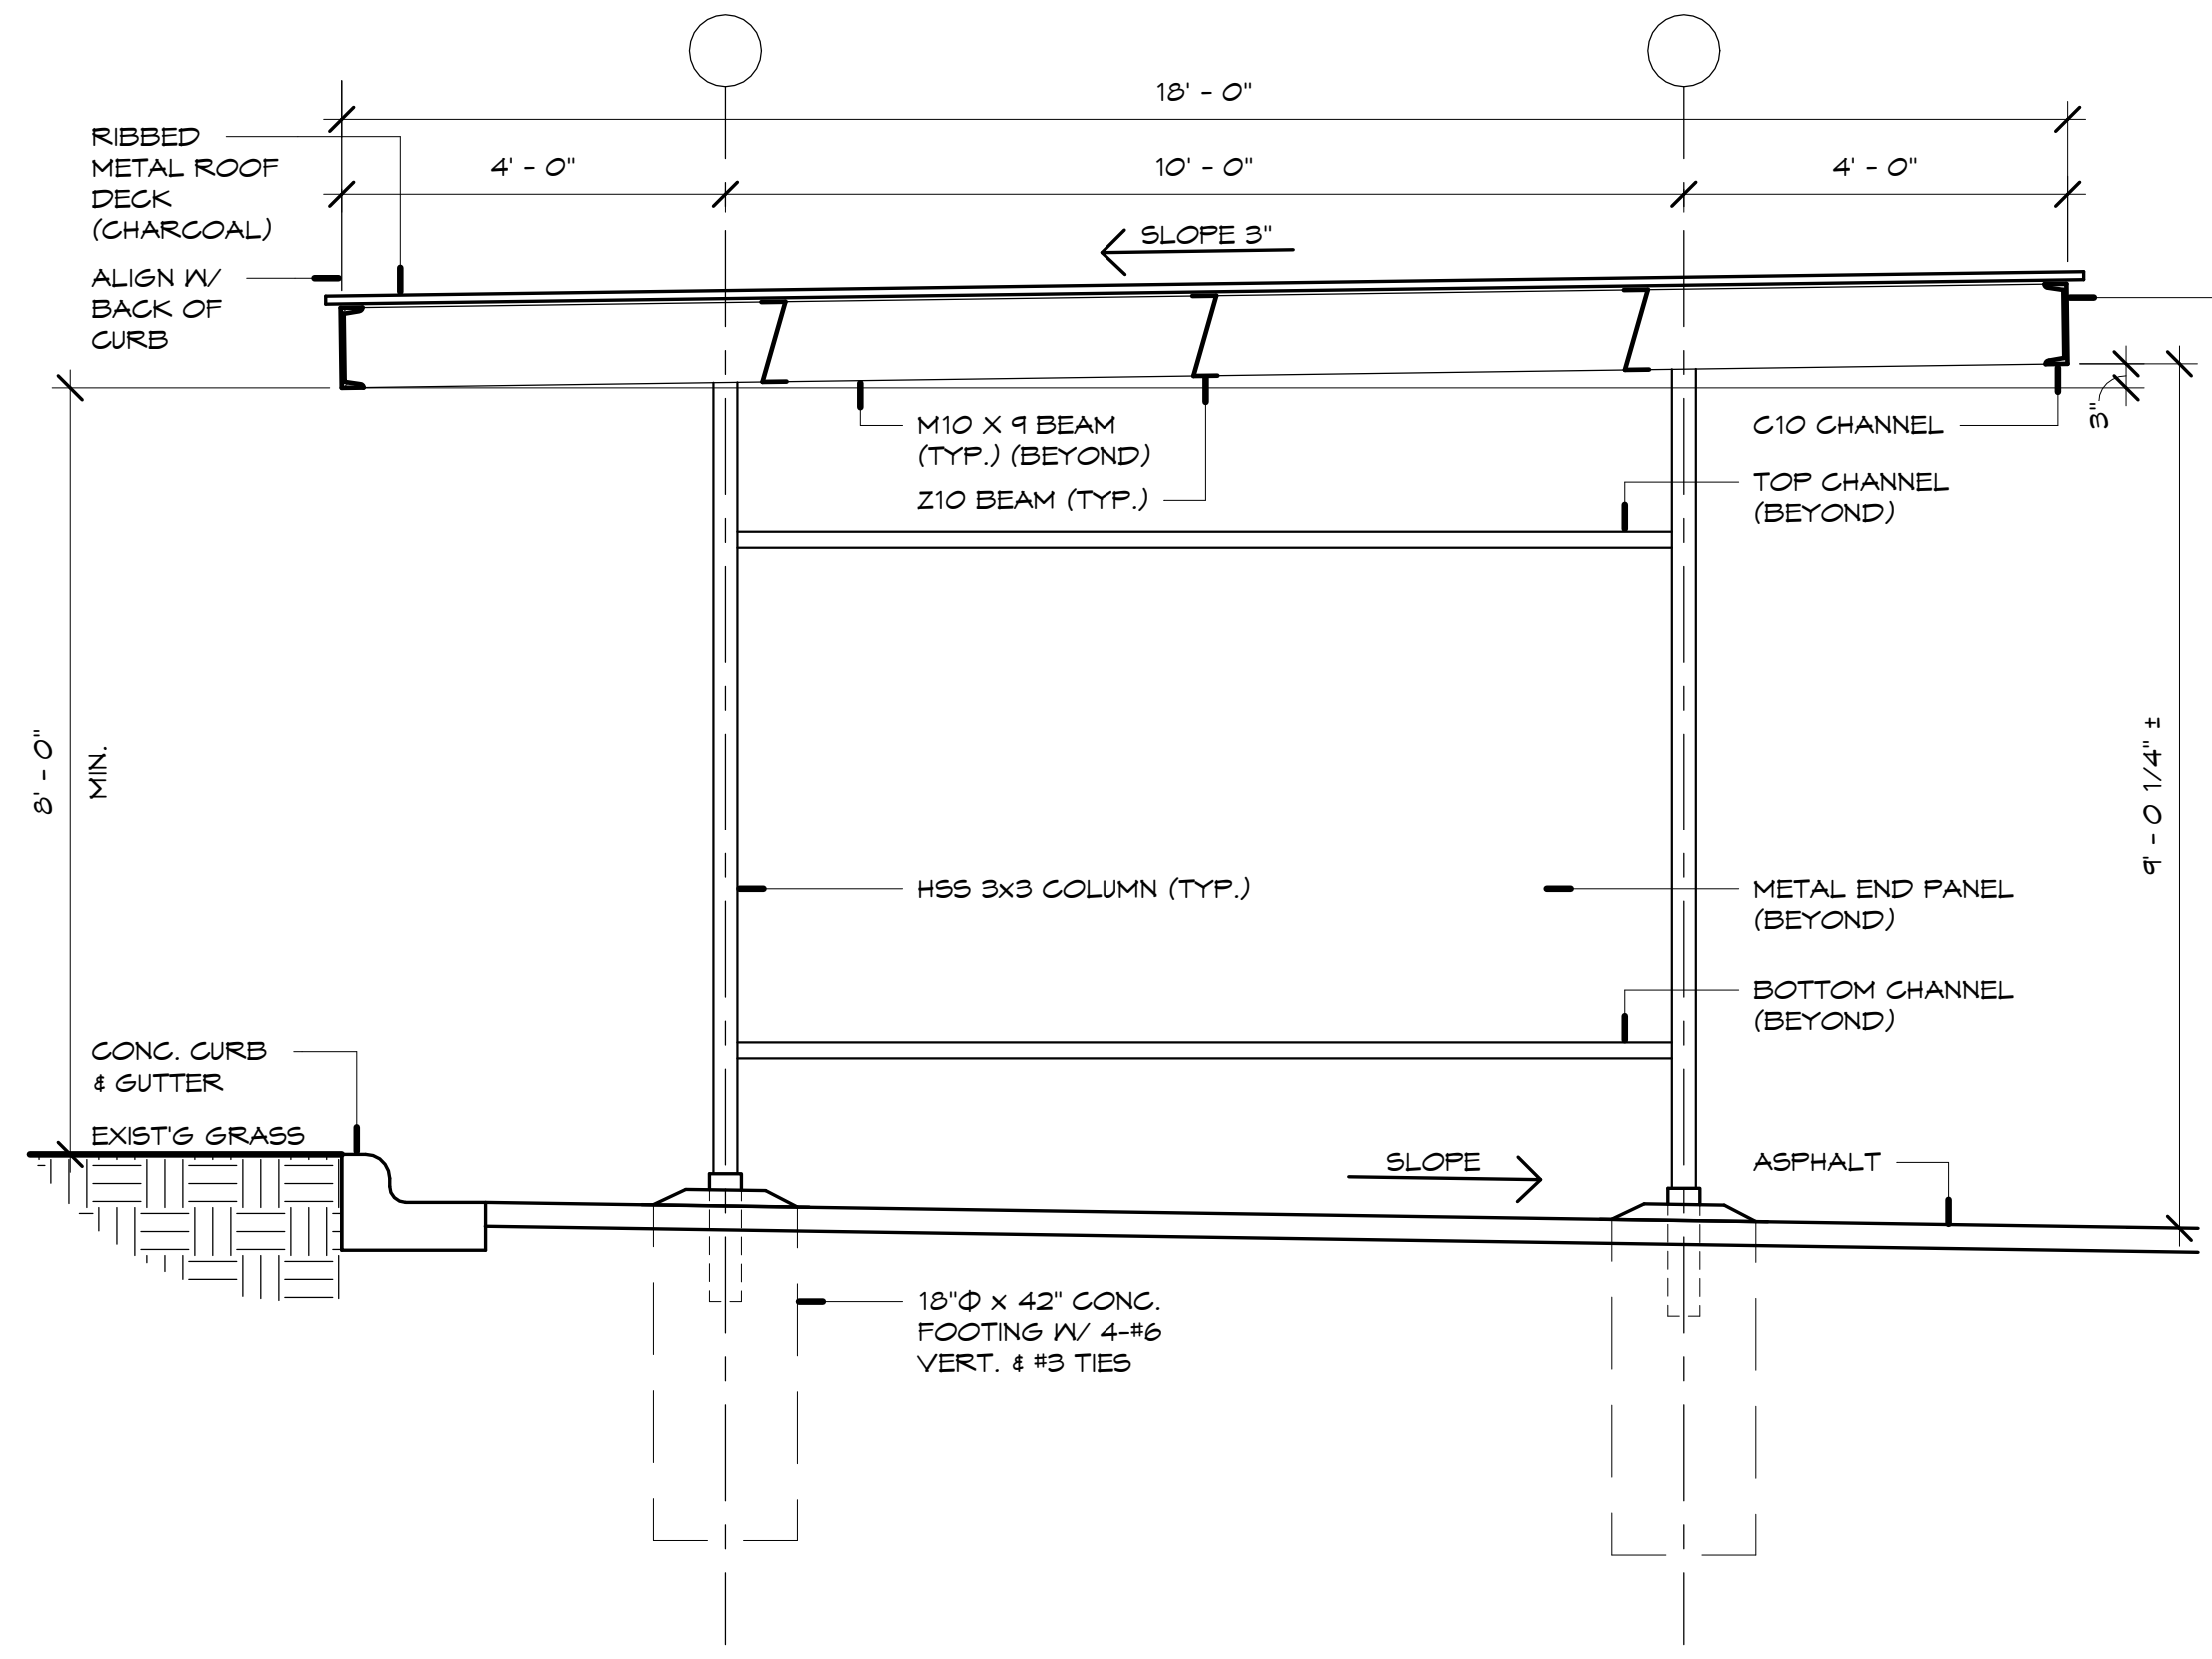 18' - 0"
4' - 0"
10' - 0"
4' - 0"
RIBBED
METAL ROOF
DECK
(CHARCOAL)
SLOPE 3"
ALIGN W/
BACK OF
CURB
M10 X 9 BEAM
(TYP.) (BEYOND)
Z10 BEAM (TYP.)
C10 CHANNEL
3"
TOP CHANNEL
(BEYOND)
8' - 0"
MIN.
9' - 0 1/4" ±
HSS 3x3 COLUMN (TYP.)
METAL END PANEL
(BEYOND)
BOTTOM CHANNEL
(BEYOND)
CONC. CURB
& GUTTER
EXIST'G GRASS
SLOPE
ASPHALT
18"Φ x 42" CONC.
FOOTING W/ 4-#6
VERT. & #3 TIES